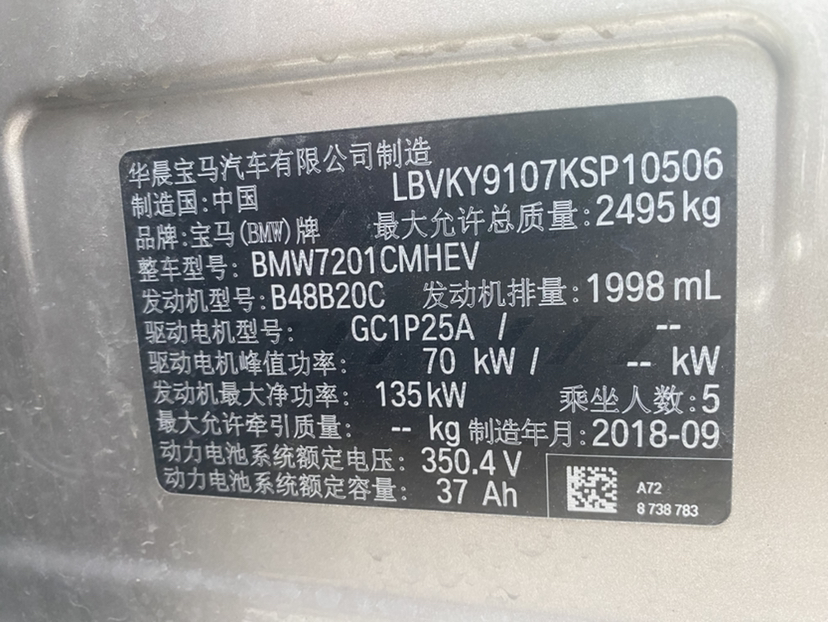 华晨宝马汽车有限公司制造
制造国:中国 LBVKY9107KSP10506
品牌:宝马(BMW)牌 最大允许总质量:2495kg
整车型号:BMW7201CMHEV
发动机型号:B48B20C 发动机排量:1998 mL
驱动电机型号: GC1P25A / --
驱动电机峰值功率: 70 kW / -- kW
发动机最大净功率: 135kW 乘坐人数:5
最大允许牵引质量: -- kg 制造年月:2018-09
动力电池系统额定电压: 350.4 V
动力电池系统额定容量: 37 Ah
A72
8 738 783